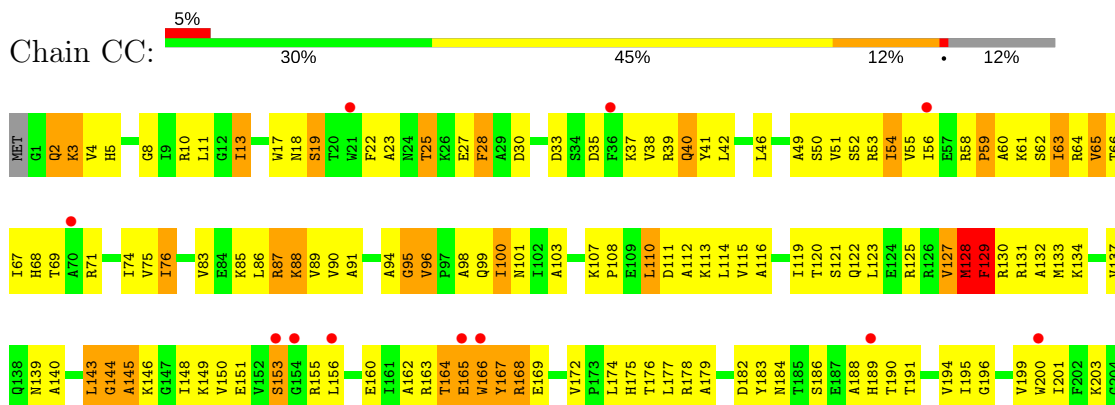 5%
Chain CC:
30% 45% 12% • 12%
MET G1 Q2 K3 V4 H5 G8 I9 R10 L11 G12 I13 W17 N18 S19 T20 W21 F22 A23 N24 T25 K26 E27 F28 A29 D30 D33 S34 D35 F36 K37 V38 R39 Q40 Y41 L42 L46 A49 S50 V51 S52 R53 I54 V55 I56 E57 R58 P59 A60 K61 S62 I63 R64 V65 T66
I67 H68 T69 A70 R71 I74 V75 I76 V83 E84 K85 L86 R87 K88 V89 V90 A91 A94 G95 V96 P97 A98 Q99 I100 N101 I102 A103 K107 P108 E109 L110 D111 A112 K113 L114 V115 A116 I119 T120 S121 Q122 L123 E124 R125 R126 V127 M128 F129 R130 R131 A132 M133 K134 V137
Q138 N139 A140 L143 G144 A145 K146 G147 I148 K149 V150 E151 V152 S153 G154 R155 L156 E160 I161 A162 R163 T164 E165 W166 Y167 R168 E169 V172 P173 L174 H175 T176 L177 R178 A179 D182 Y183 N184 T185 S186 E187 A188 H189 T190 T191 V194 I195 G196 V199 W200 I201 F202 K203